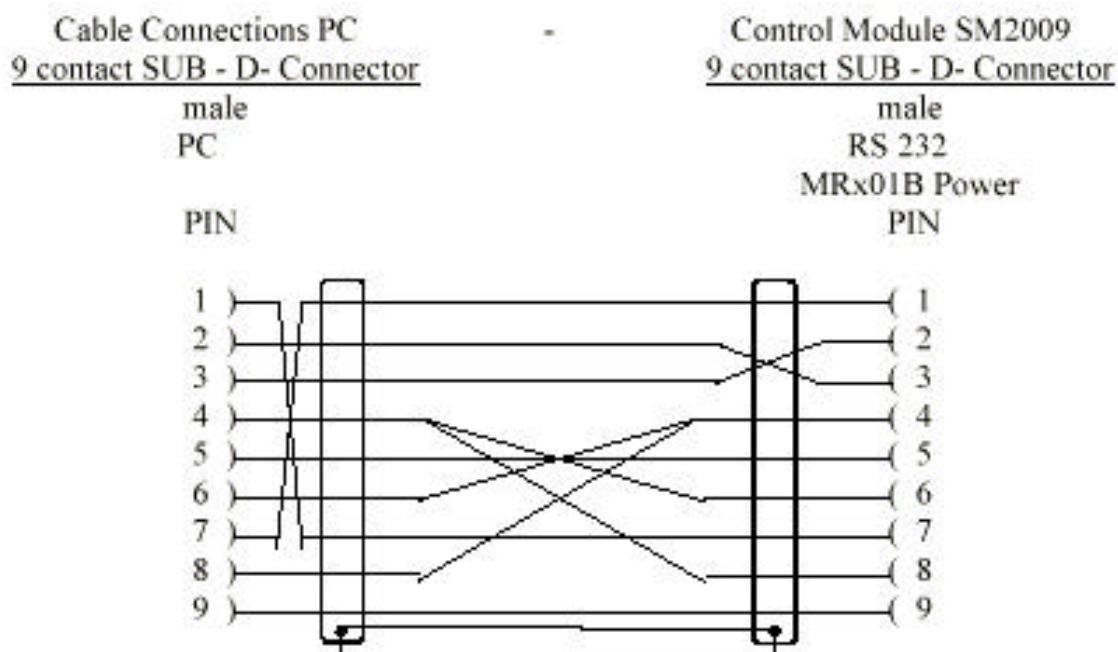 Cable Connections PC - Control Module SM2009
9 contact SUB - D- Connector 9 contact SUB - D- Connector
male male
PC RS 232
MRx01B Power
PIN PIN
1 1
2 2
3 3
4 4
5 5
6 6
7 7
8 8
9 9